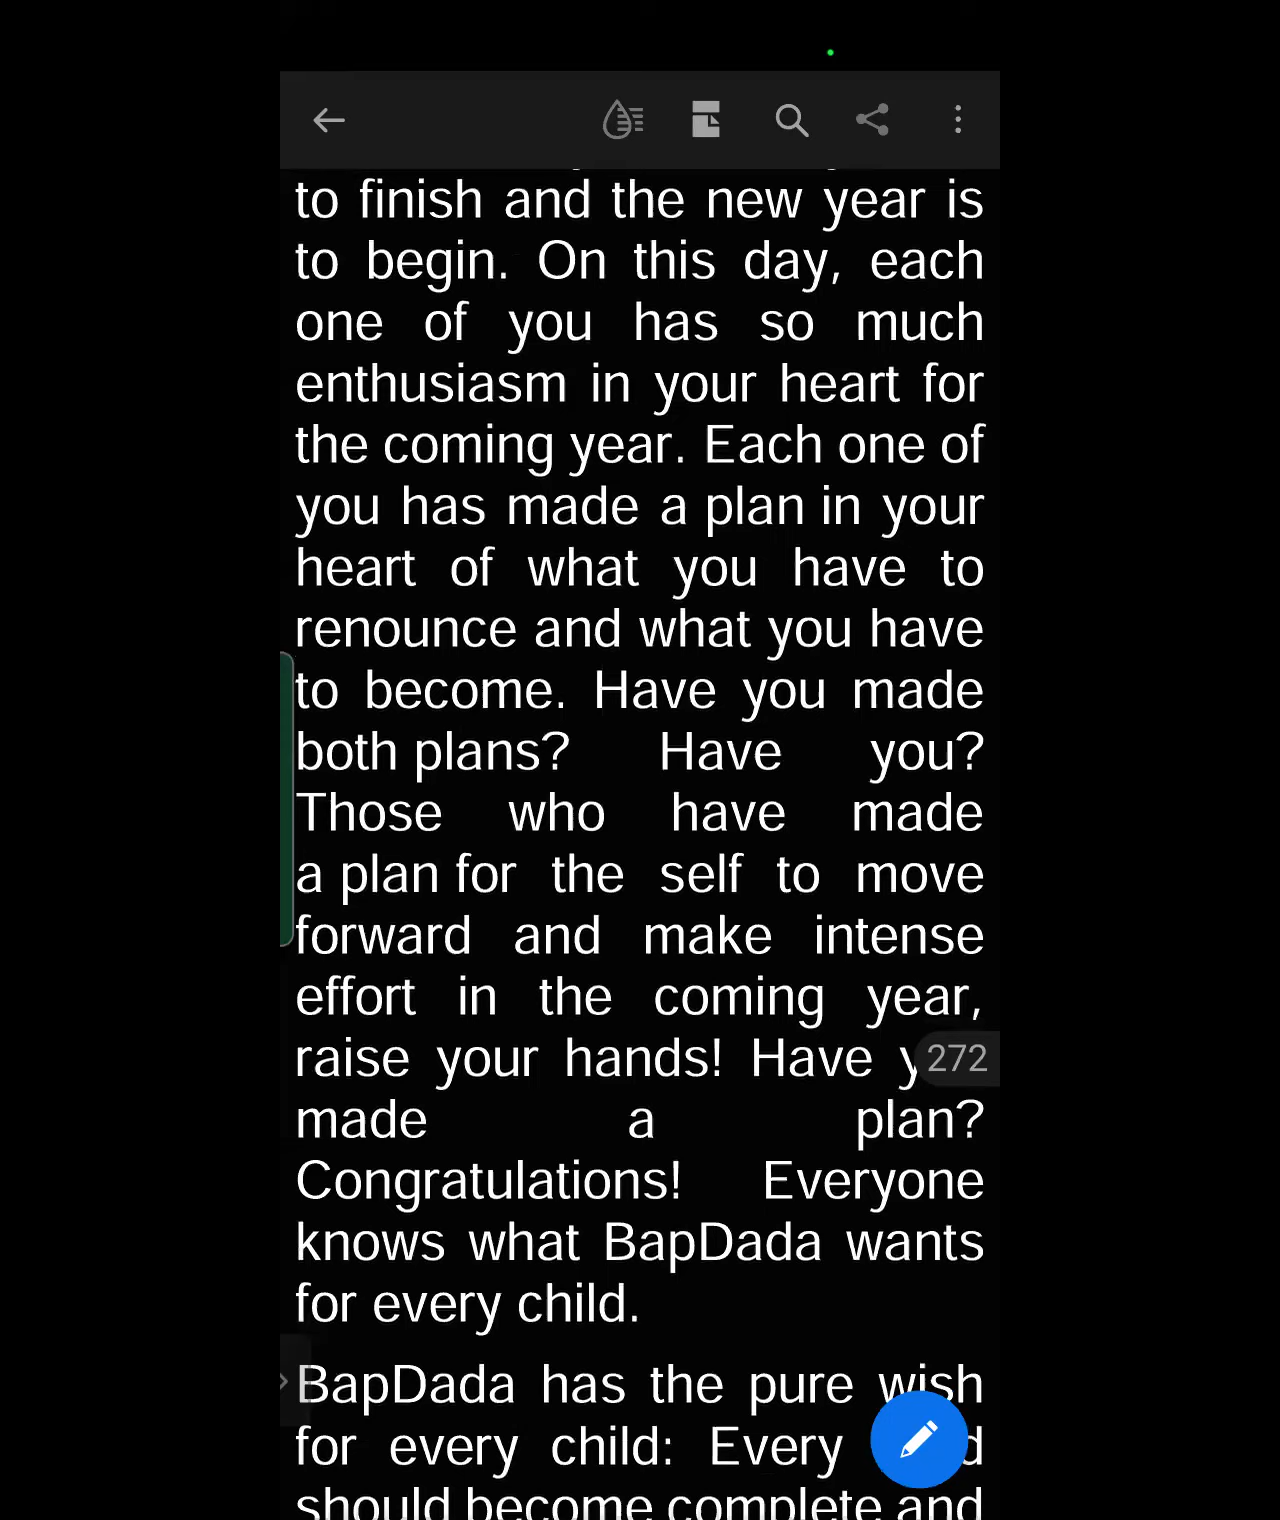 to finish and the new year is
to begin. On this day, each
one of you has so much
enthusiasm in your heart for
the coming year. Each one of
you has made a plan in your
heart of what you have to
renounce and what you have
to become. Have you made
both plans? Have you?
Those who have made
a plan for the self to move
forward and make intense
effort in the coming year,
raise your hands! Have y
272
made a plan?
Congratulations! Everyone
knows what BapDada wants
for every child.
BapDada has the pure wish
for every child: Every
should become complete and